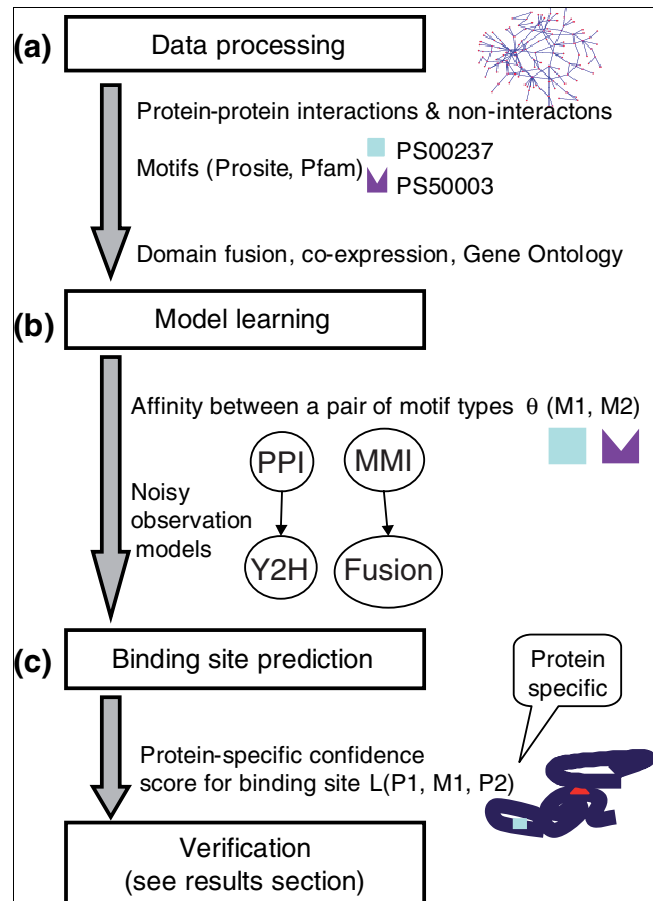 (a) Data processing
Protein-protein interactions & non-interactons
Motifs (Prosite, Pfam)
PS00237
PS50003
Domain fusion, co-expression, Gene Ontology
(b) Model learning
Affinity between a pair of motif types θ (M1, M2)
PPI MMI
Noisy
observation
models
Y2H Fusion
(c) Binding site prediction
Protein
specific
Protein-specific confidence
score for binding site L(P1, M1, P2)
Verification
(see results section)